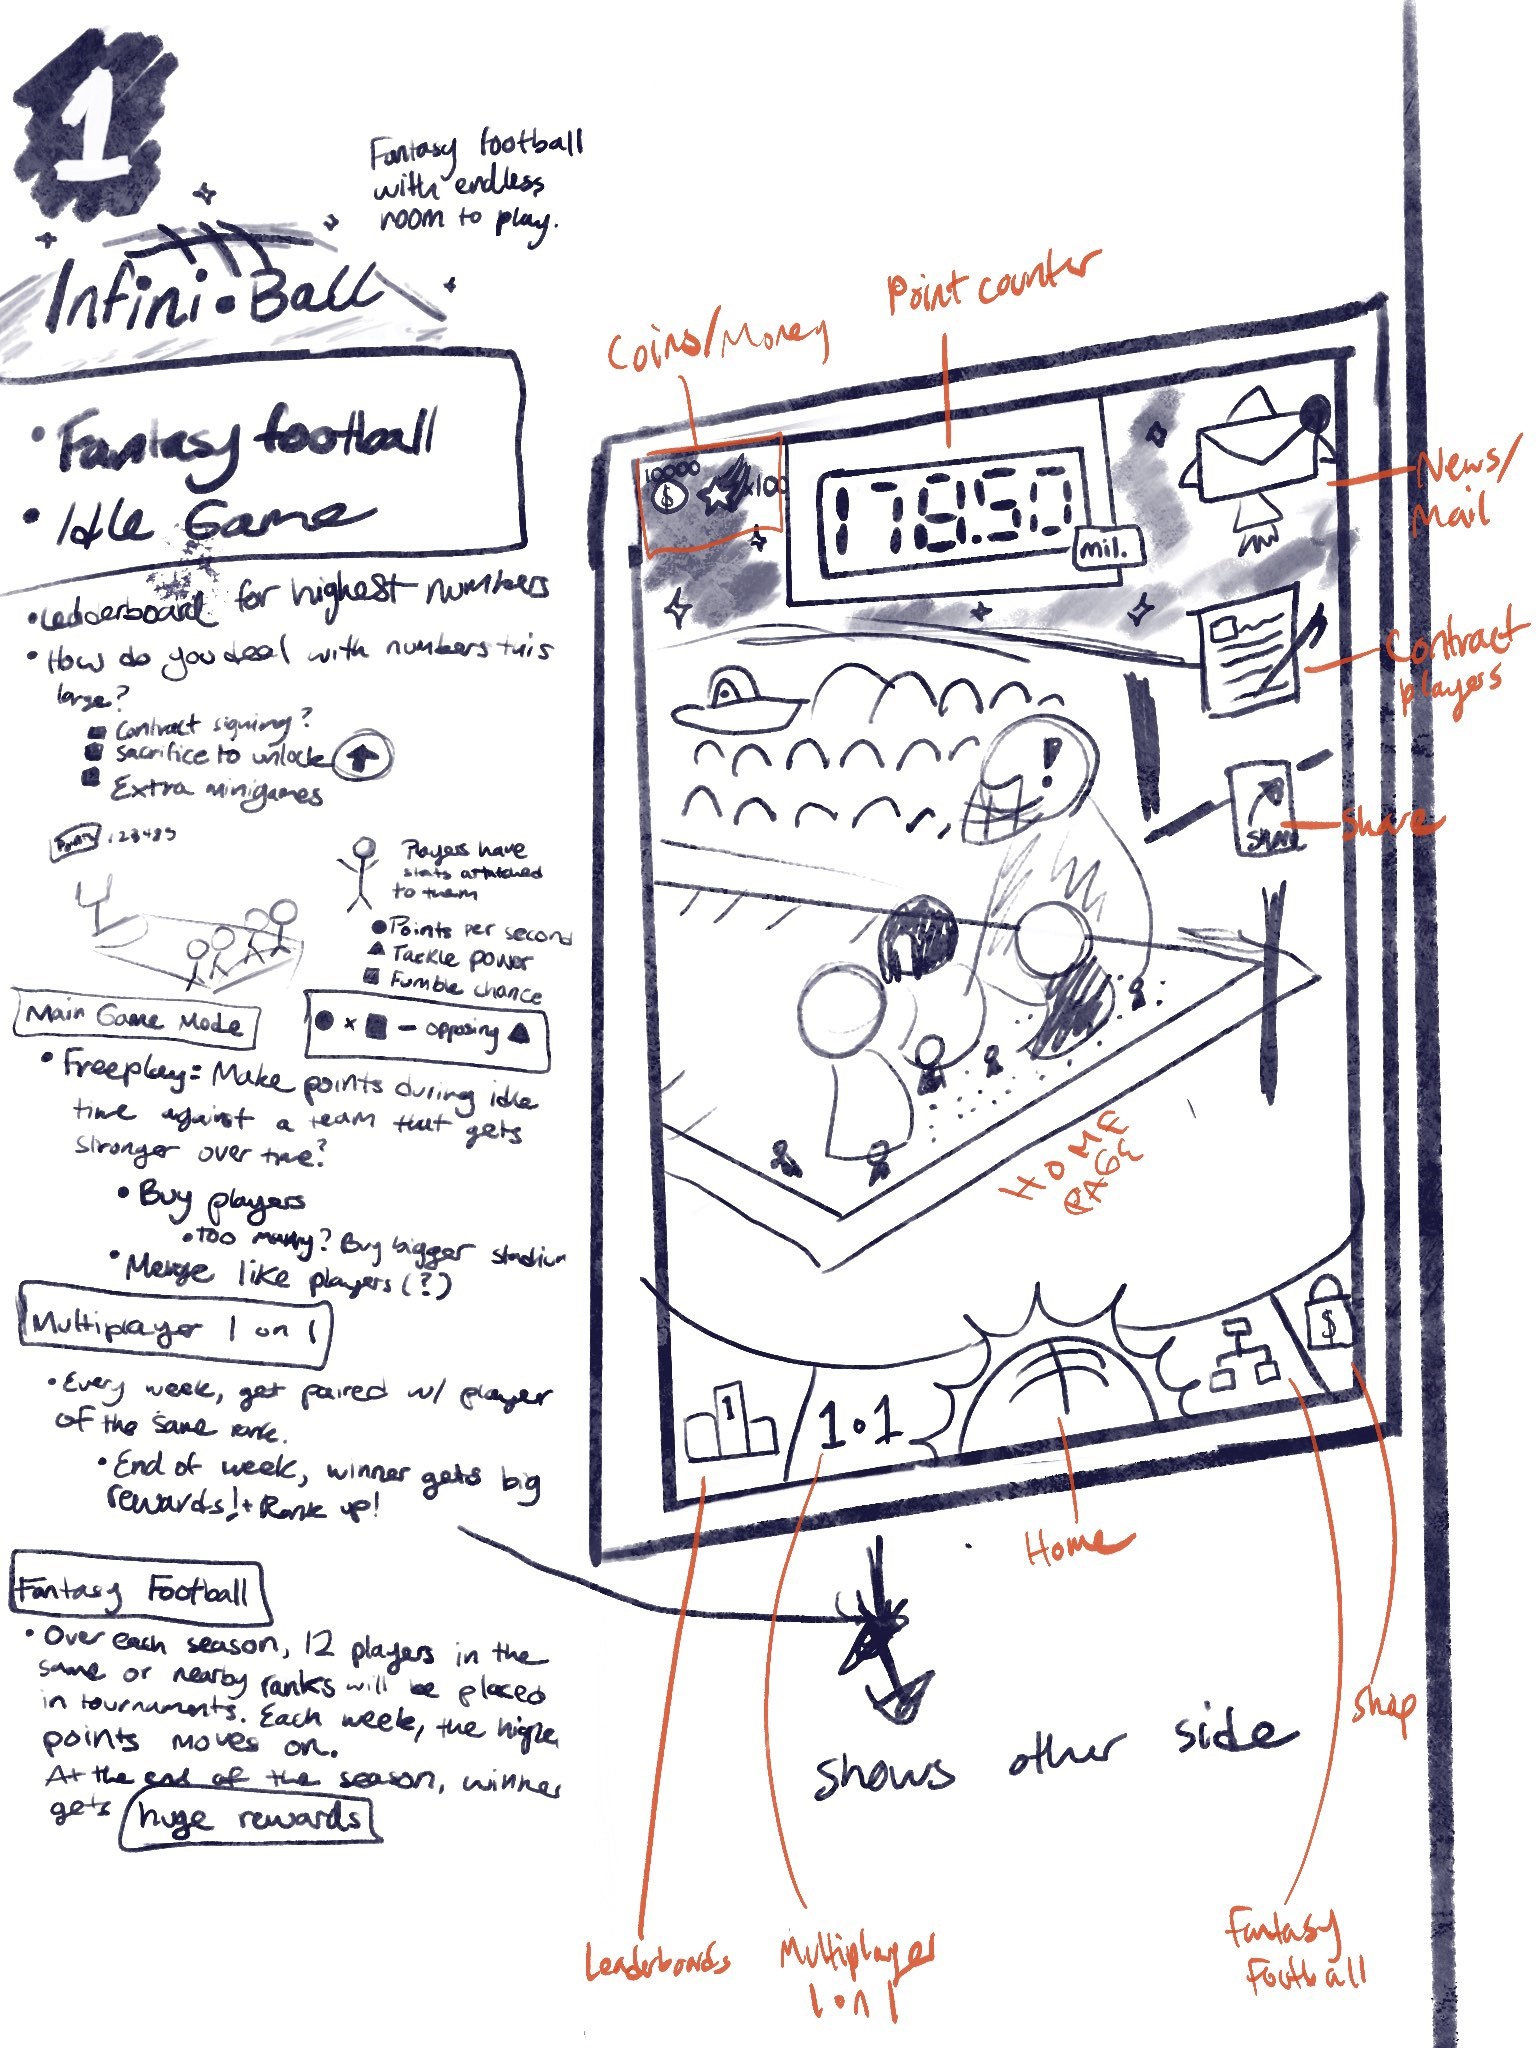 1
Fantasy football
with endless
room to play.
Infini•Ball
• Fantasy football
• Idle Game
• Leaderboard for highest numbers
• How do you deal with numbers this
large?
Contract signing?
Sacrifice to unlock
Extra minigames
Points 123489
Players have
stats attatched
to them
Points per second
Tackle power
Fumble chance
Main Game Mode
x - opposing
• Freeplay: Make points during idle
time against a team that gets
stronger over time?
• Buy players
• Too many? Buy bigger stadium
• Merge like players (?)
Multiplayer 1 on 1
• Every week, get paired w/ player
of the same rank.
• End of week, winner gets big
rewards! + Rank up!
Fantasy Football
• Over each season, 12 players in the
same or nearby ranks will be placed
in tournaments. Each week, the higher
points moves on.
At the end of the season, winner
gets huge rewards
Coins/Money
Point counter
10000
$
x100
178.50
mil.
News/
Mail
Contract
players
SHARE
Share
!
HOME
PAGE
1
1•1
$
Home
Shop
shows other side
Leaderboards
Multiplayer
1 on 1
Fantasy
Football